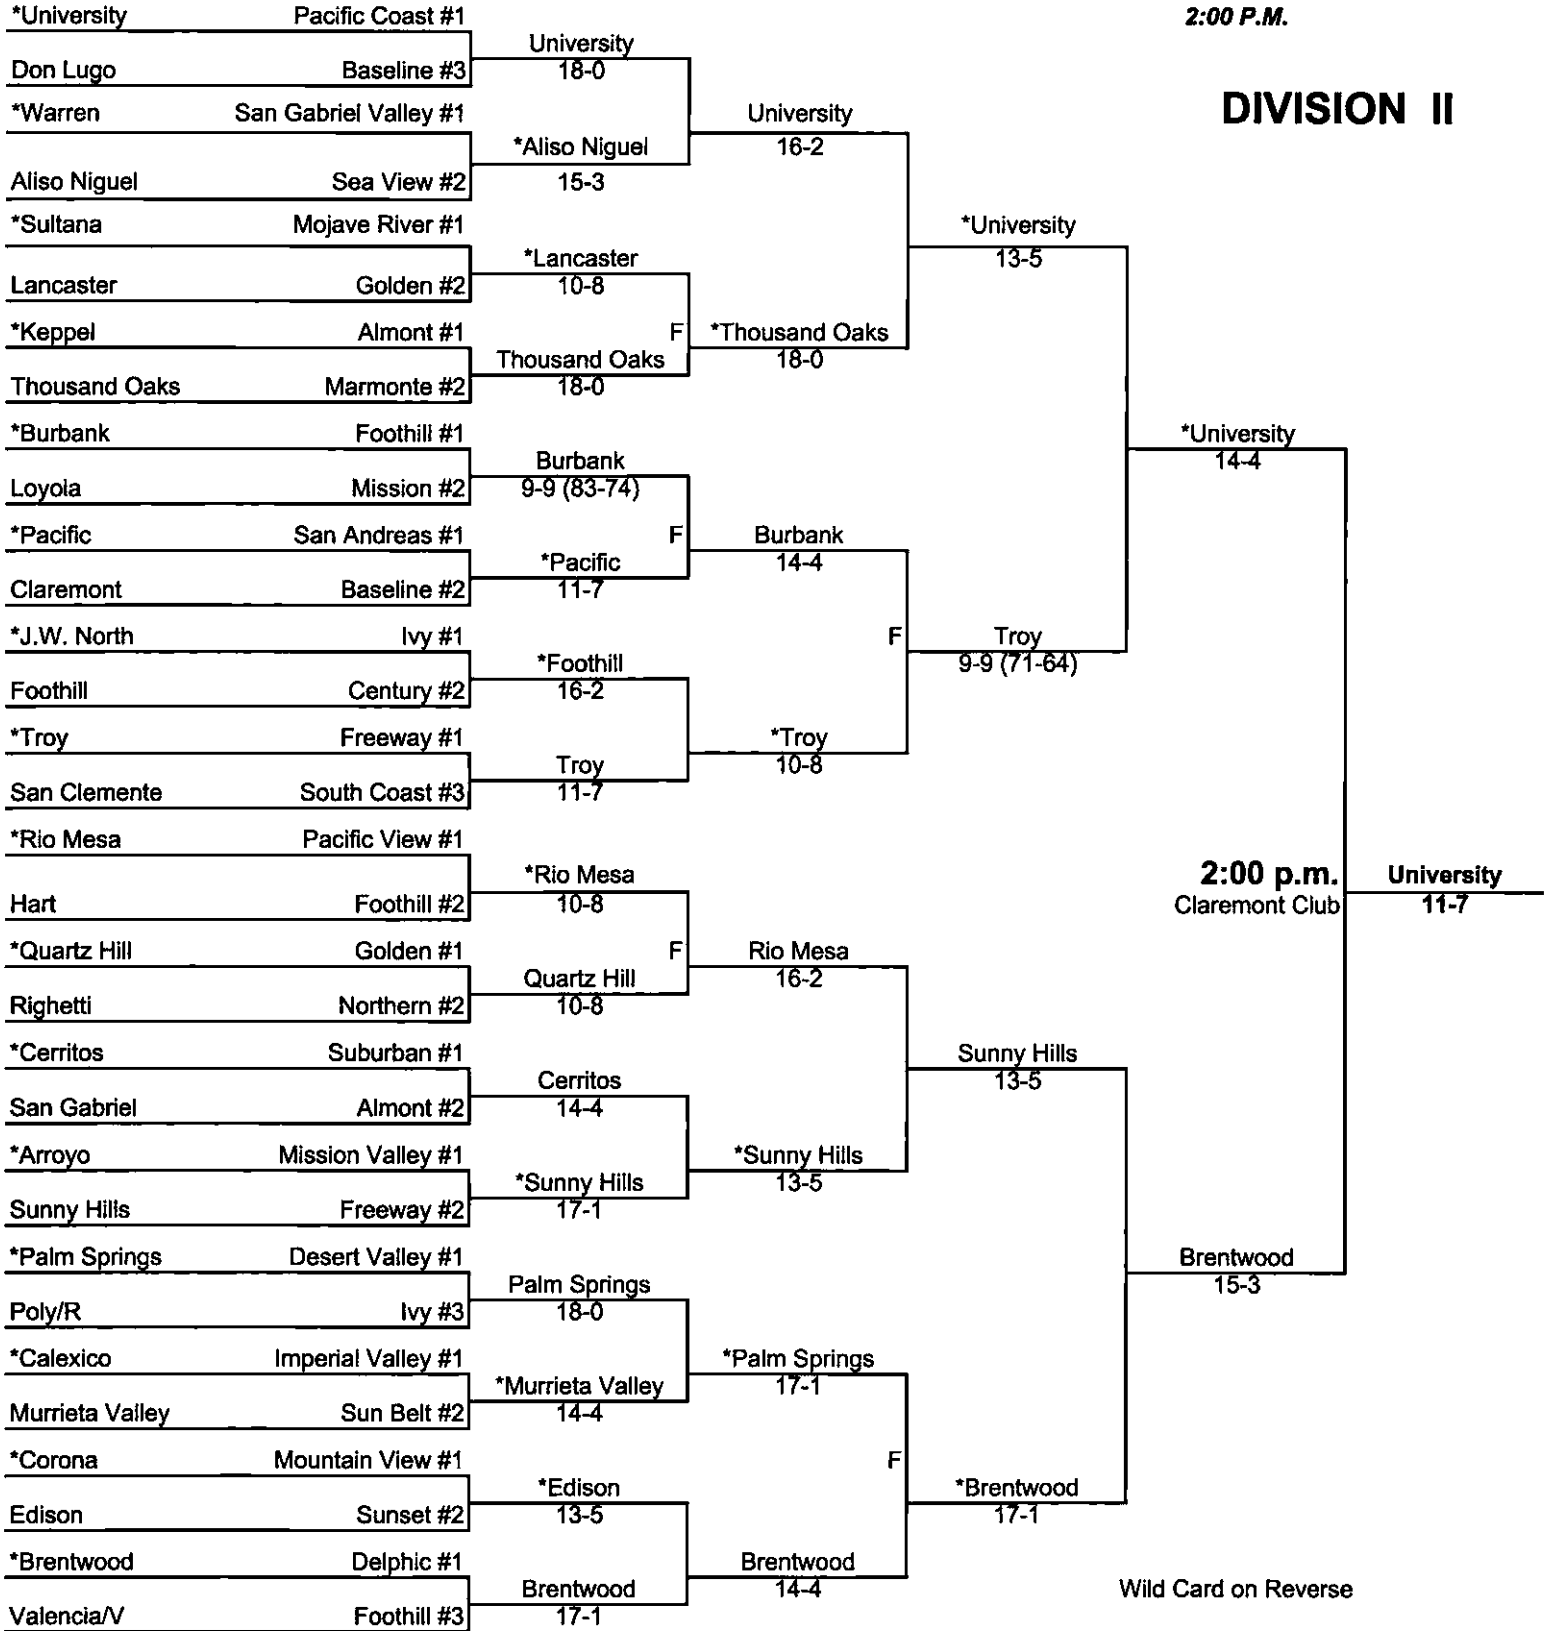 *University Pacific Coast #1
2:00 P.M.
University
Don Lugo Baseline #3
18-0
DIVISION II
*Warren San Gabriel Valley #1
University
*Aliso Niguel
16-2
Aliso Niguel Sea View #2
15-3
*Sultana Mojave River #1
*University
13-5
*Lancaster
Lancaster Golden #2
10-8
*Keppel Almont #1
F
*Thousand Oaks
Thousand Oaks
18-0
Thousand Oaks Marmonte #2
18-0
*Burbank Foothill #1
*University
14-4
Burbank
Loyola Mission #2
9-9 (83-74)
*Pacific San Andreas #1
F
Burbank
*Pacific
14-4
Claremont Baseline #2
11-7
*J.W. North Ivy #1
F
Troy
*Foothill
9-9 (71-64)
Foothill Century #2
16-2
*Troy Freeway #1
*Troy
Troy
10-8
San Clemente South Coast #3
11-7
*Rio Mesa Pacific View #1
*Rio Mesa
2:00 p.m.
University
Hart Foothill #2
10-8
Claremont Club
11-7
*Quartz Hill Golden #1
F
Rio Mesa
Quartz Hill
16-2
Righetti Northern #2
10-8
*Cerritos Suburban #1
Sunny Hills
Cerritos
13-5
San Gabriel Almont #2
14-4
*Arroyo Mission Valley #1
*Sunny Hills
*Sunny Hills
13-5
Sunny Hills Freeway #2
17-1
*Palm Springs Desert Valley #1
Brentwood
Palm Springs
15-3
Poly/R Ivy #3
18-0
*Calexico Imperial Valley #1
*Palm Springs
*Murrieta Valley
17-1
Murrieta Valley Sun Belt #2
14-4
*Corona Mountain View #1
F
*Edison
*Brentwood
Edison Sunset #2
13-5
17-1
*Brentwood Delphic #1
Brentwood
Brentwood
14-4
Wild Card on Reverse
Valencia/V Foothill #3
17-1